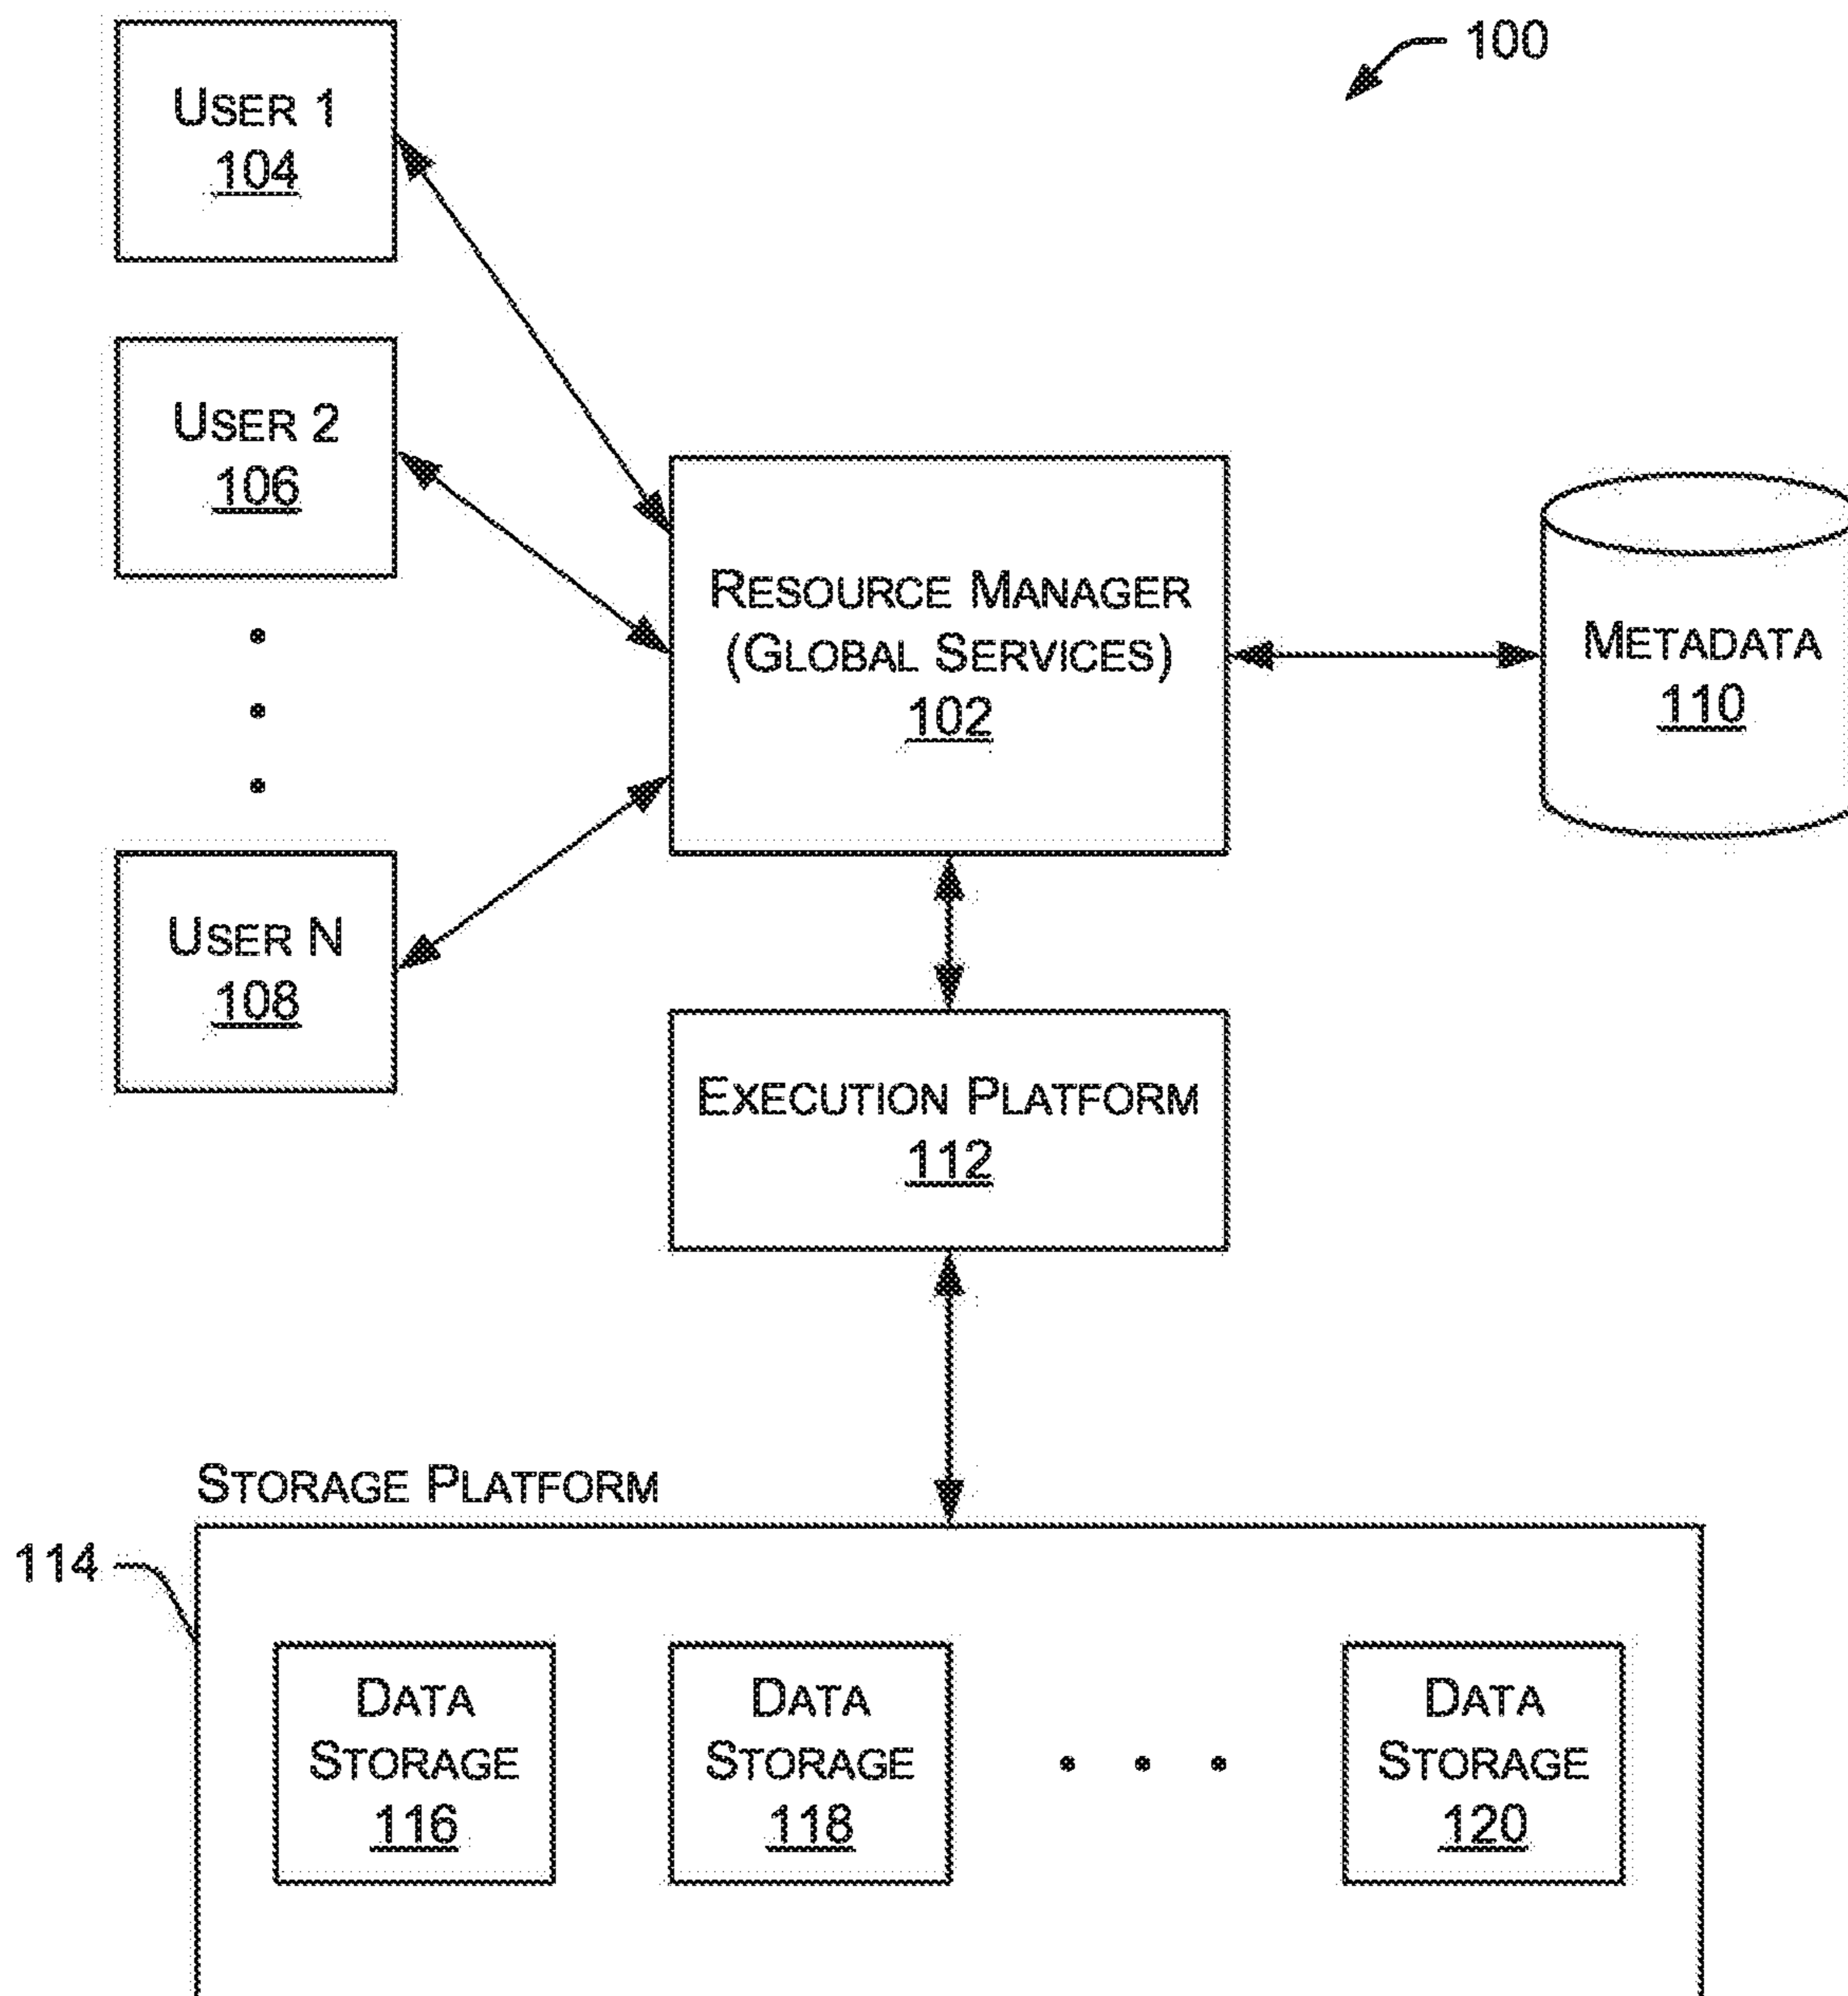 100
USER 1
104
USER 2
106
RESOURCE MANAGER
(GLOBAL SERVICES)
102
METADATA
110
USER N
108
EXECUTION PLATFORM
112
STORAGE PLATFORM
114
DATA
STORAGE
116
DATA
STORAGE
118
DATA
STORAGE
120